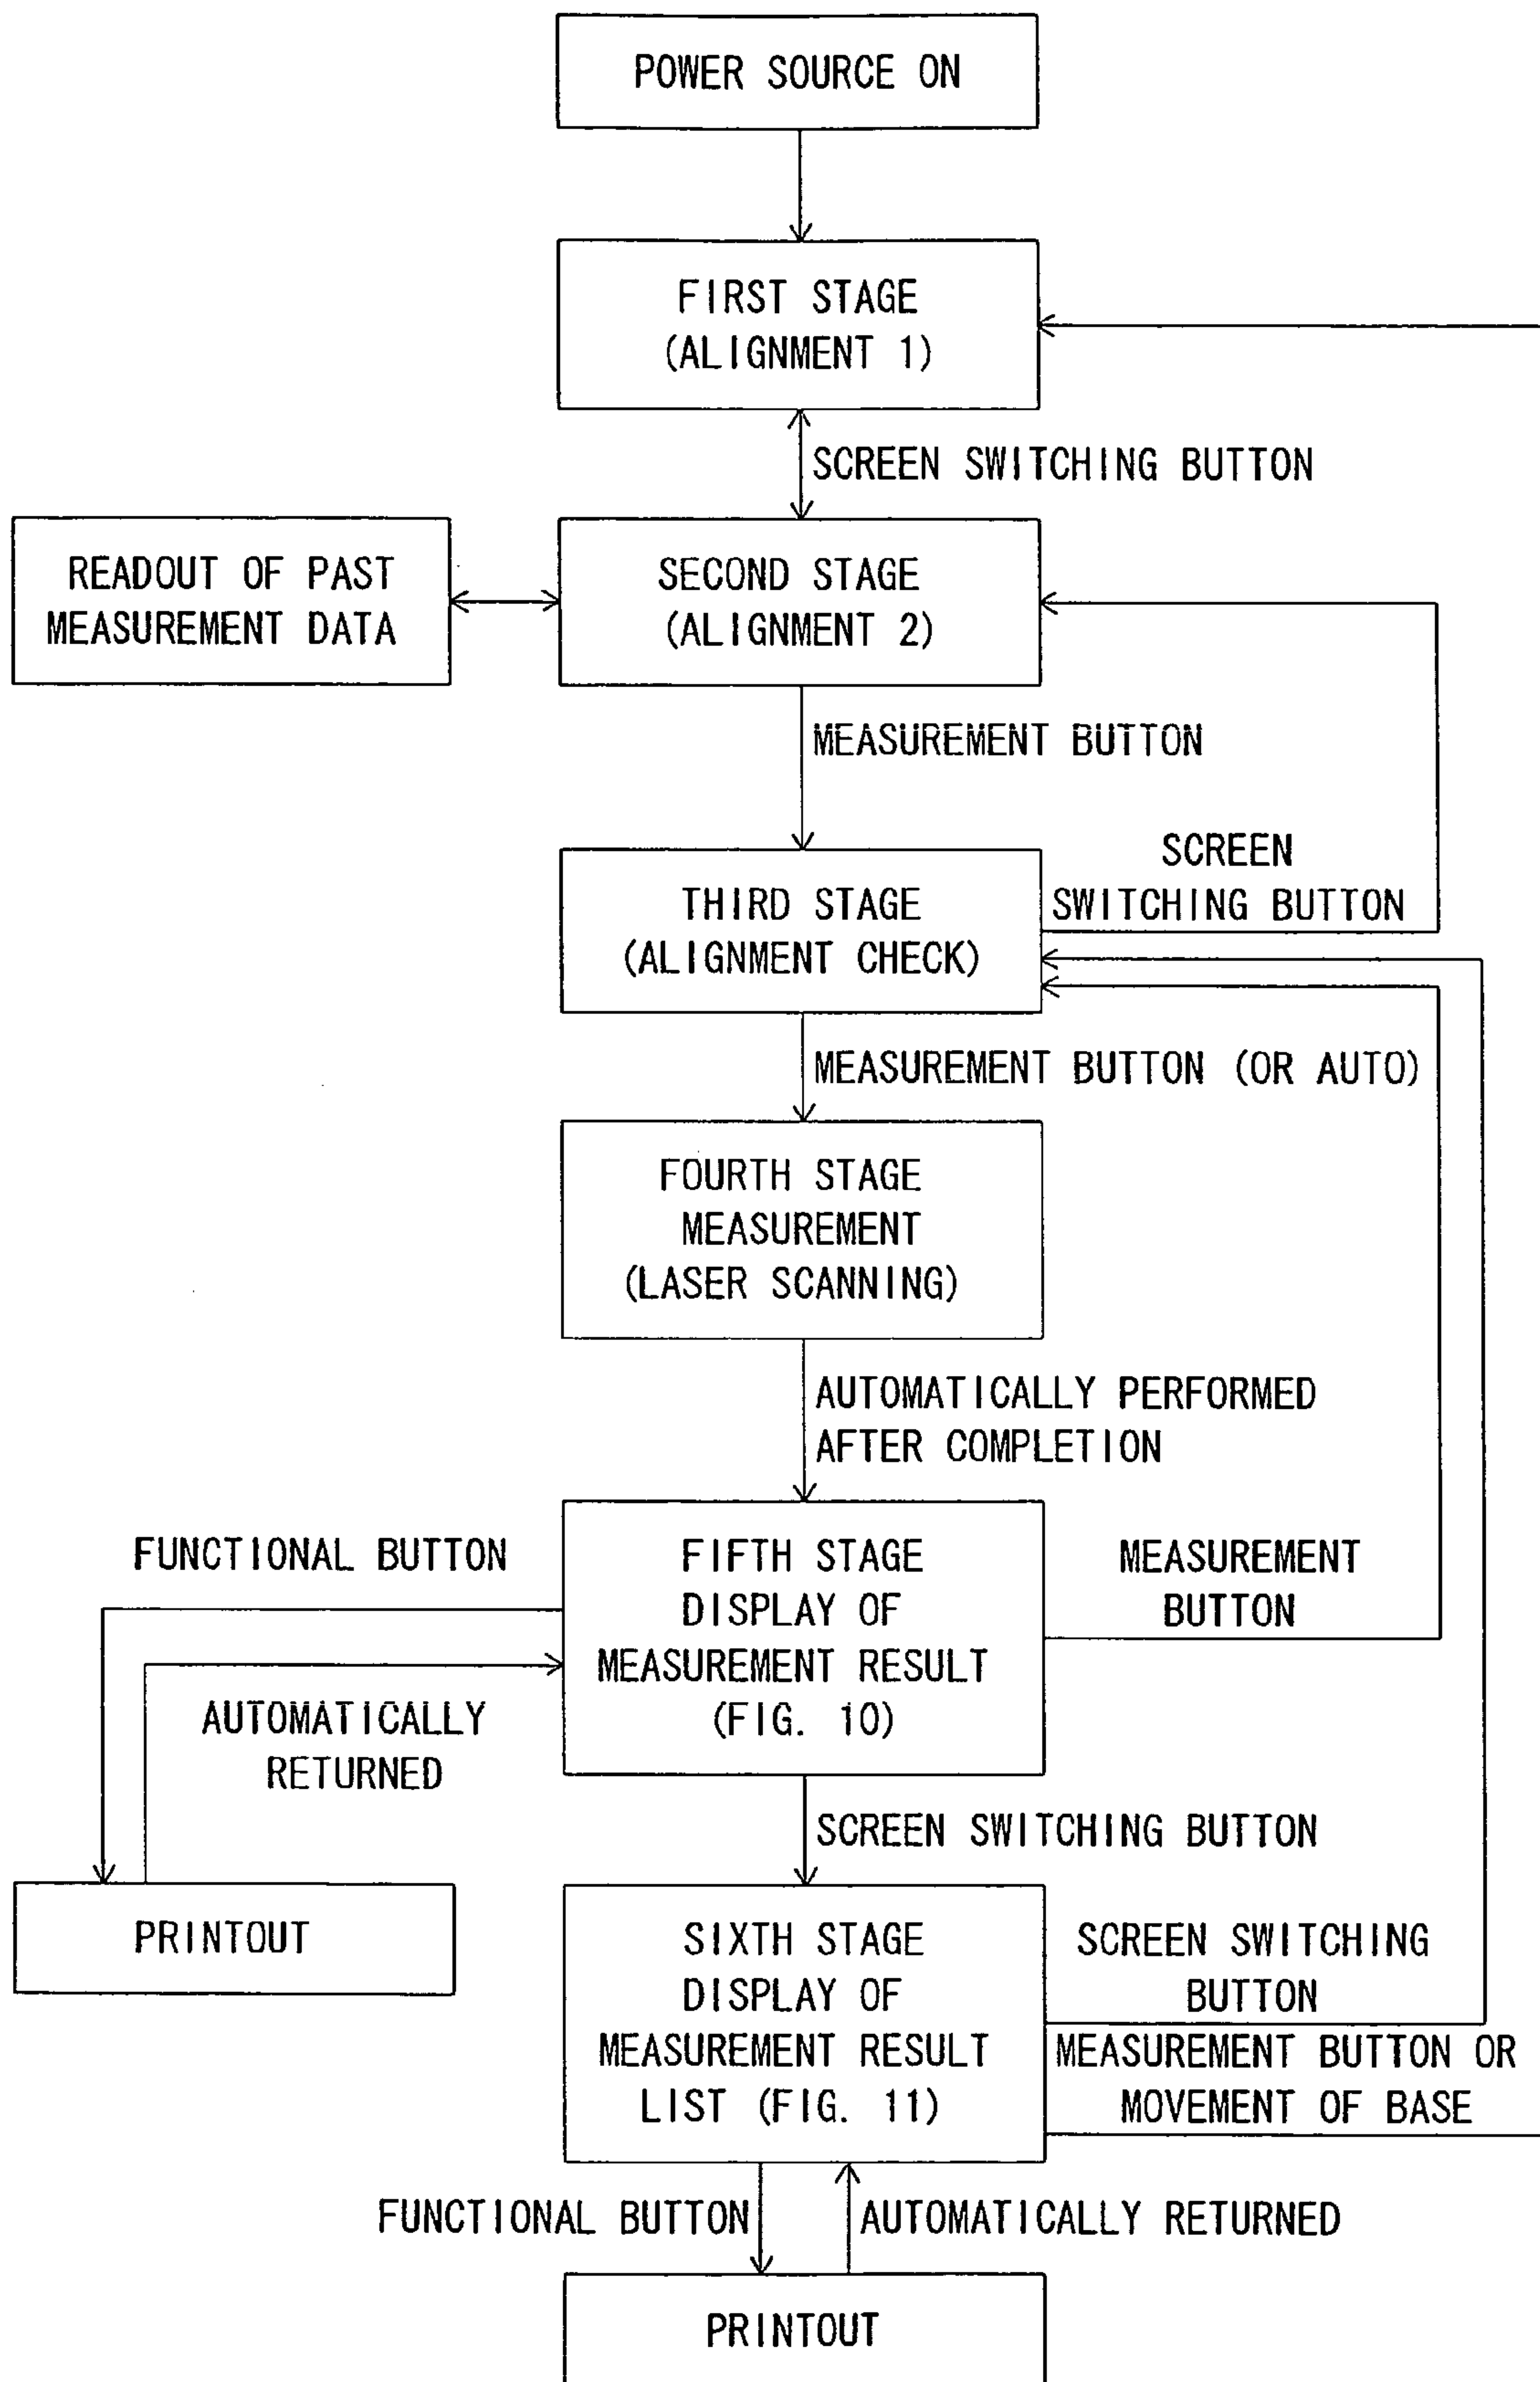 POWER SOURCE ON
FIRST STAGE
(ALIGNMENT 1)
SCREEN SWITCHING BUTTON
READOUT OF PAST
MEASUREMENT DATA
SECOND STAGE
(ALIGNMENT 2)
MEASUREMENT BUTTON
SCREEN
SWITCHING BUTTON
THIRD STAGE
(ALIGNMENT CHECK)
MEASUREMENT BUTTON (OR AUTO)
FOURTH STAGE
MEASUREMENT
(LASER SCANNING)
AUTOMATICALLY PERFORMED
AFTER COMPLETION
FUNCTIONAL BUTTON
FIFTH STAGE
DISPLAY OF
MEASUREMENT RESULT
(FIG. 10)
MEASUREMENT
BUTTON
AUTOMATICALLY
RETURNED
SCREEN SWITCHING BUTTON
PRINTOUT
SIXTH STAGE
DISPLAY OF
MEASUREMENT RESULT
LIST (FIG. 11)
SCREEN SWITCHING
BUTTON
MEASUREMENT BUTTON OR
MOVEMENT OF BASE
FUNCTIONAL BUTTON
AUTOMATICALLY RETURNED
PRINTOUT